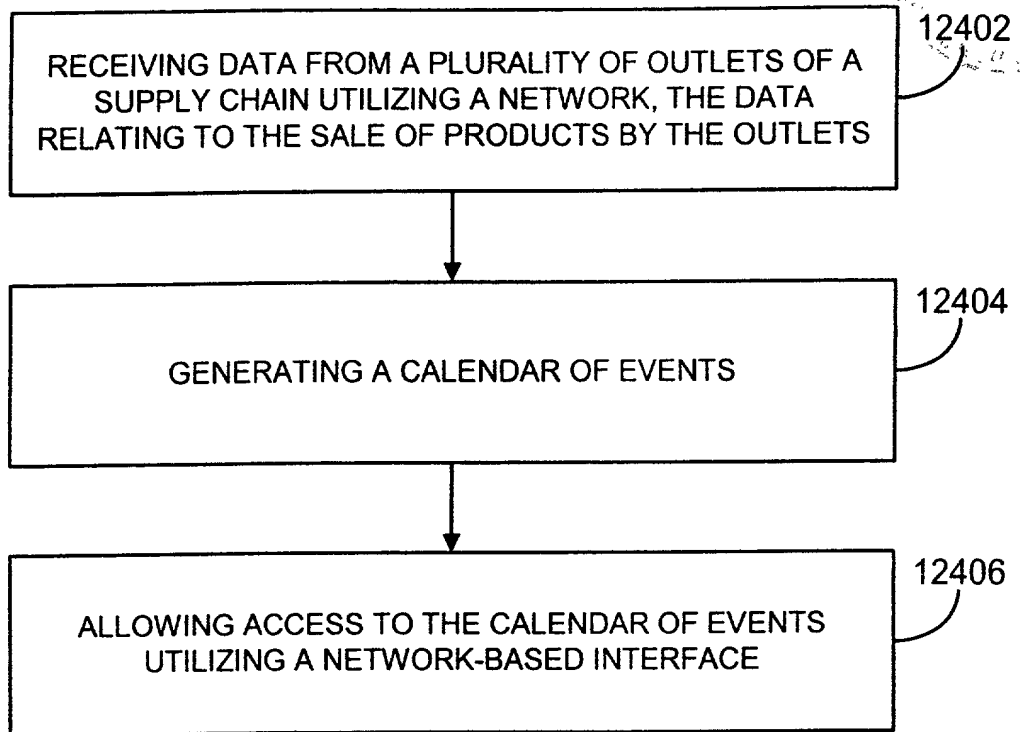 12402
RECEIVING DATA FROM A PLURALITY OF OUTLETS OF A
SUPPLY CHAIN UTILIZING A NETWORK, THE DATA
RELATING TO THE SALE OF PRODUCTS BY THE OUTLETS
12404
GENERATING A CALENDAR OF EVENTS
12406
ALLOWING ACCESS TO THE CALENDAR OF EVENTS
UTILIZING A NETWORK-BASED INTERFACE